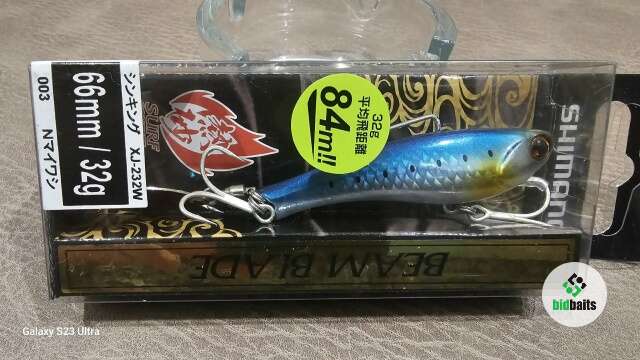 シンキング XJ-232W
66mm / 32g
003 Nマイワシ
SURF
32g
平均飛距離
84m!!
SHIMANO
BEAM BLADE
bidbaits
Galaxy S23 Ultra